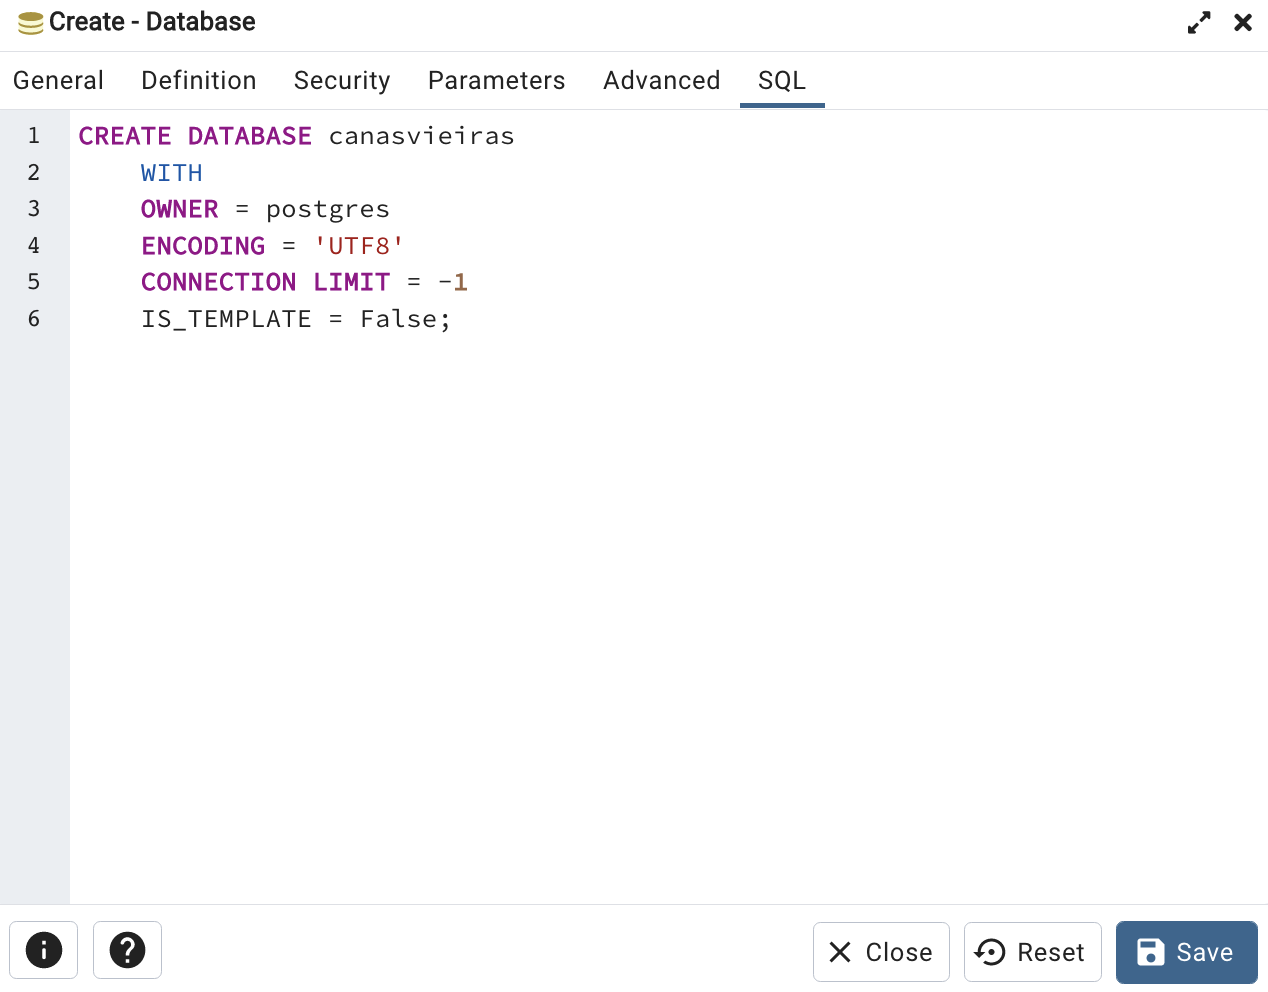 Create - Database
General Definition Security Parameters Advanced SQL
1 CREATE DATABASE canasvieiras
2 WITH
3 OWNER = postgres
4 ENCODING = 'UTF8'
5 CONNECTION LIMIT = -1
6 IS_TEMPLATE = False;
Close Reset Save